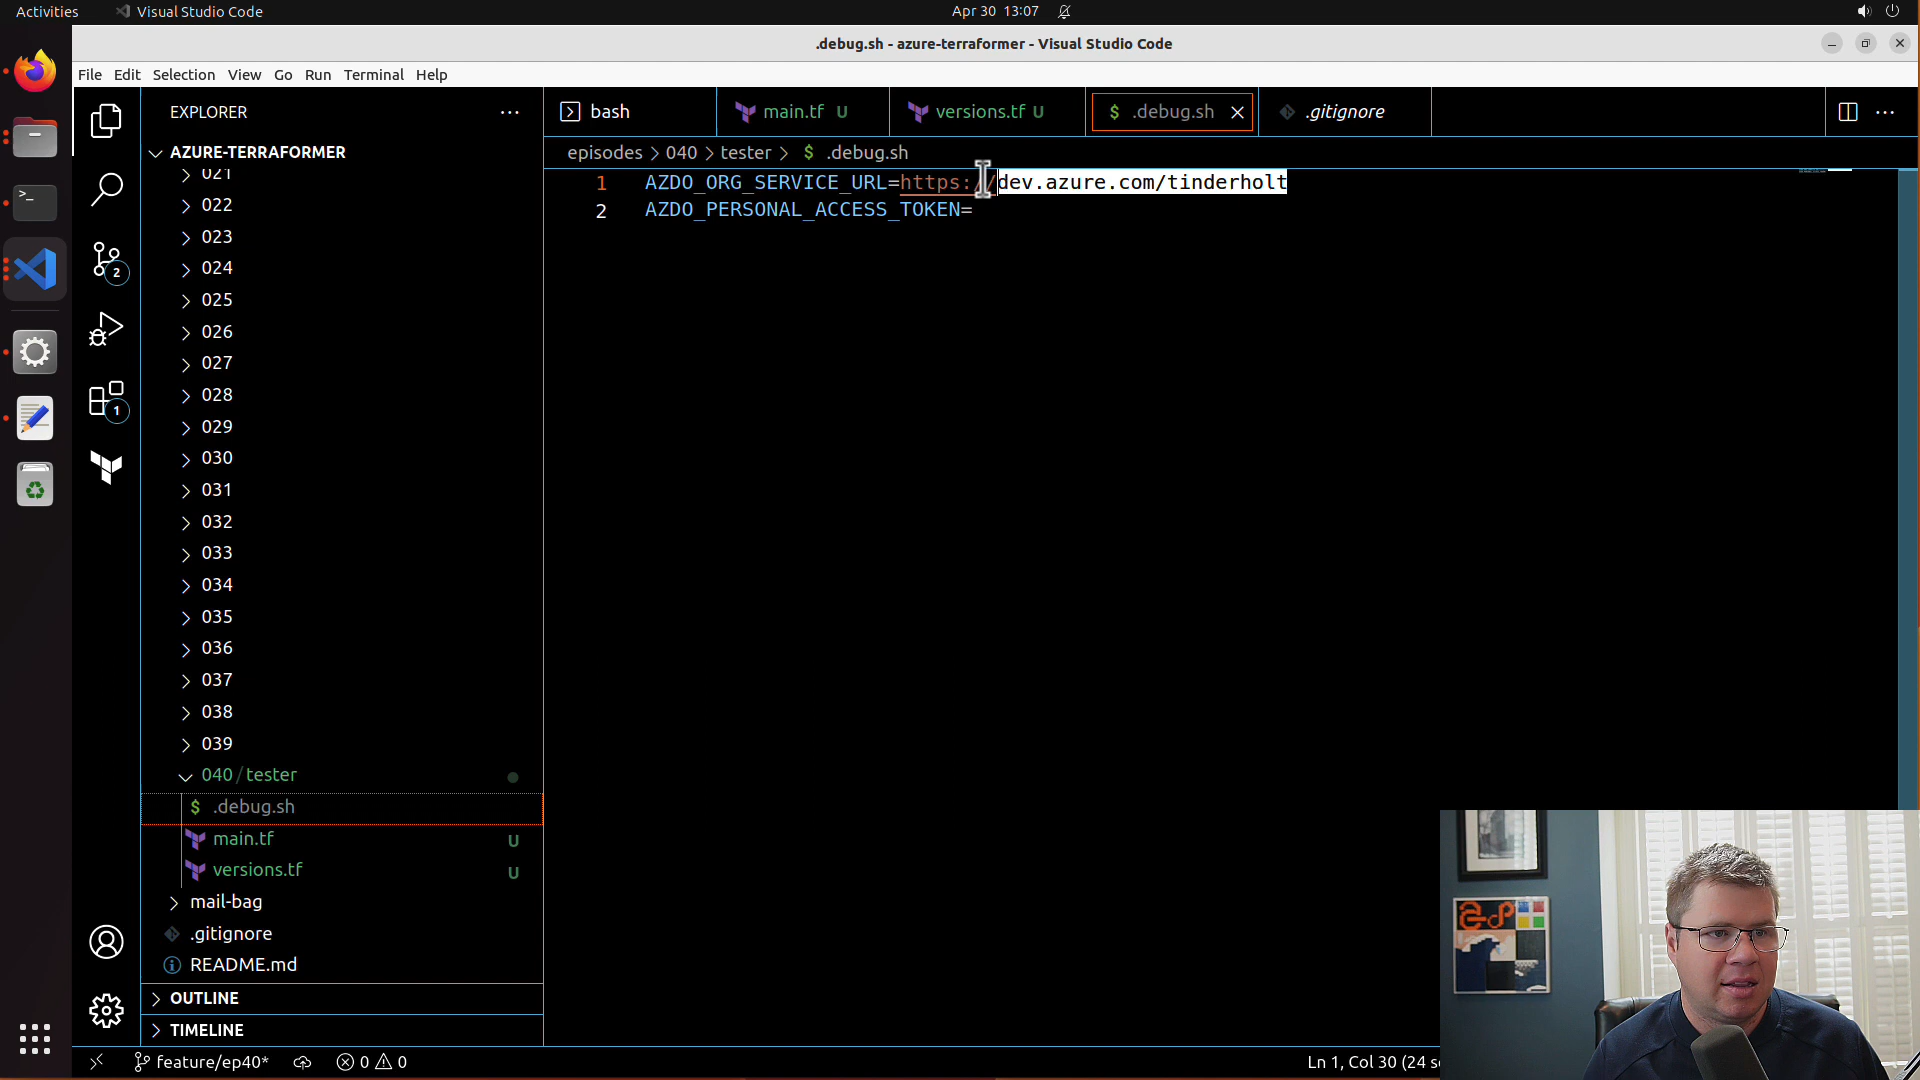 Activities
Visual Studio Code
Apr 30 13:07
.debug.sh - azure-terraformer - Visual Studio Code
File Edit Selection View Go Run Terminal Help
EXPLORER
bash
main.tf U
versions.tf U
$ .debug.sh
.gitignore
AZURE-TERRAFORMER
episodes > 040 > tester > $ .debug.sh
1 AZDO_ORG_SERVICE_URL=https://dev.azure.com/tinderholt
2 AZDO_PERSONAL_ACCESS_TOKEN=
021
022
023
024
025
026
027
028
029
030
031
032
033
034
035
036
037
038
039
040 / tester
$ .debug.sh
main.tf U
versions.tf U
mail-bag
.gitignore
README.md
OUTLINE
TIMELINE
2
1
feature/ep40*
0 0
Ln 1, Col 30 (24 s